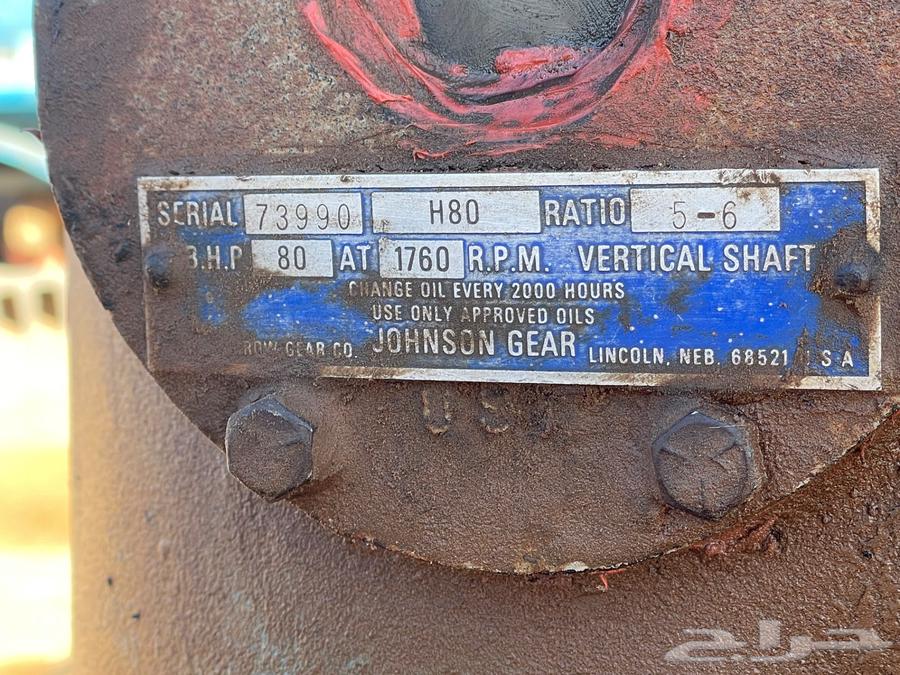 SERIAL 73990 H80 RATIO 5-6
B.H.P 80 AT 1760 R.P.M. VERTICAL SHAFT
CHANGE OIL EVERY 2000 HOURS
USE ONLY APPROVED OILS
GEAR CO. JOHNSON GEAR LINCOLN, NEB. 68521 U S A
حراج